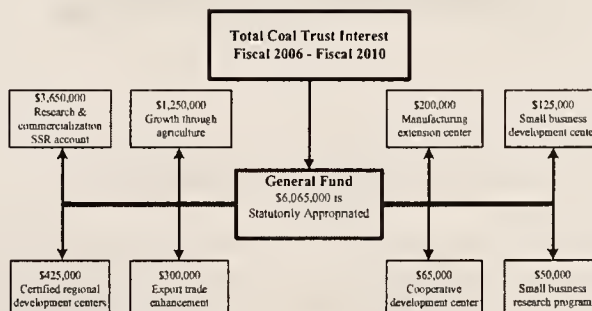 Total Coal Trust Interest
Fiscal 2006 - Fiscal 2010
$3,650,000
Research &
commercialization
SSR account
$1,250,000
Growth through
agriculture
$200,000
Manufacturing
extension center
$125,000
Small business
development center
General Fund
$6,065,000 is
Statutorily Appropriated
$425,000
Certified regional
development centers
$300,000
Export trade
enhancement
$65,000
Cooperative
development center
$50,000
Small business
research program